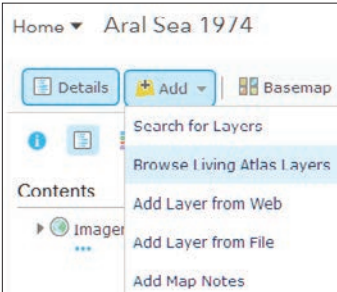 Home Aral Sea 1974
Details Add Basemap
Search for Layers
Browse Living Atlas Layers
Contents
Add Layer from Web
Imager
Add Layer from File
Add Map Notes